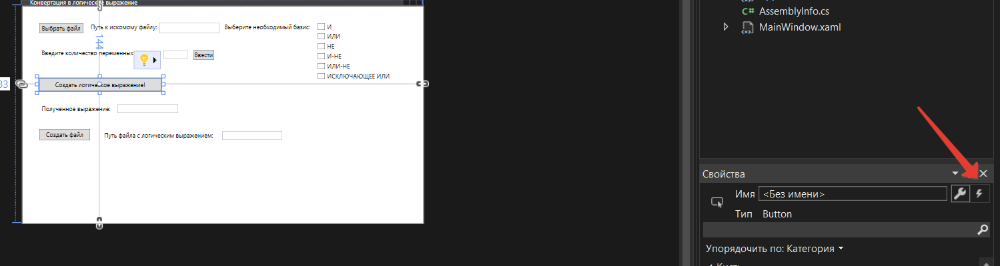 Конвертация в логическое выражение
Выбрать файл
Путь к искомому файлу:
Выберите необходимый базис:
И
ИЛИ
НЕ
И-НЕ
ИЛИ-НЕ
ИСКЛЮЧАЮЩЕЕ ИЛИ
144
Введите количество переменных
Ввести
33
Создать логическое выражение!
Полученное выражение:
Создать файл
Путь файла с логическим выражением:
C# AssemblyInfo.cs
MainWindow.xaml
Свойства
Имя <Без имени>
Тип Button
Упорядочить по: Категория